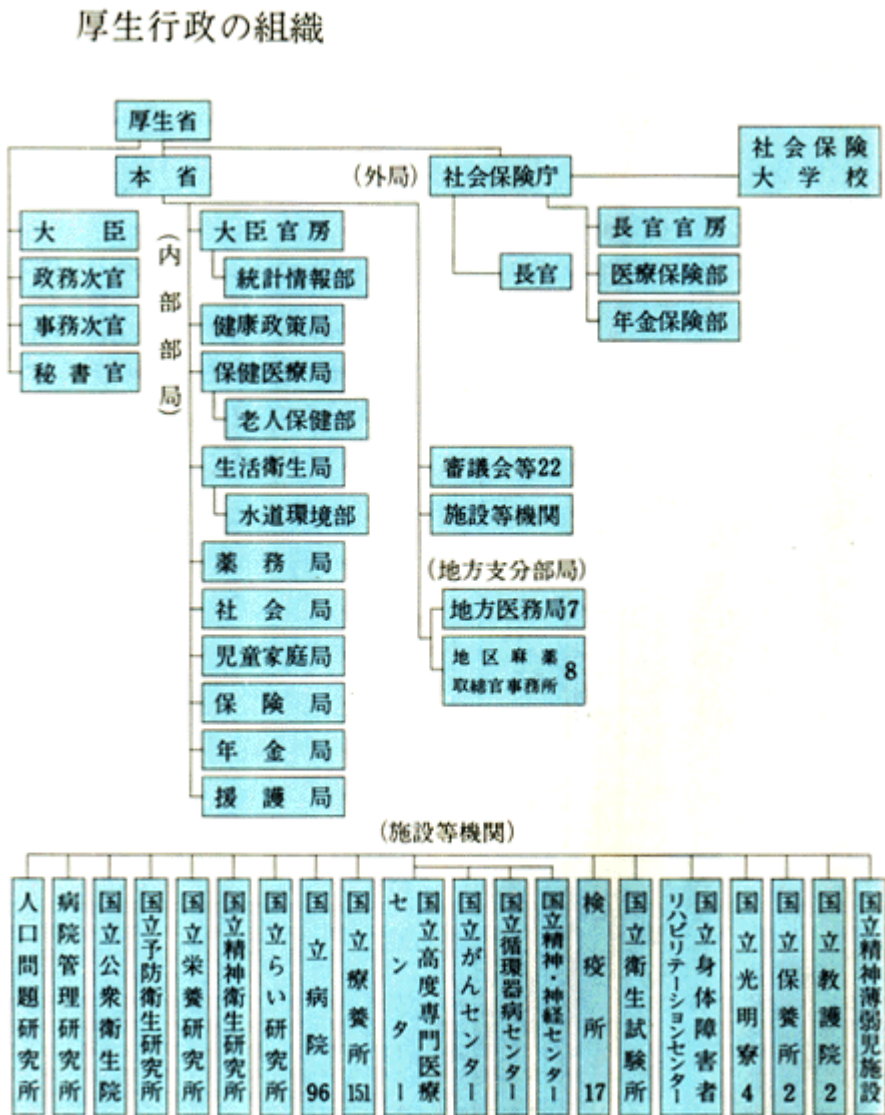 厚生行政の組織
厚生省
本省
(外局)
社会保険庁
社会保険
大学校
大臣
政務次官
事務次官
秘書官
(内部部局)
大臣官房
統計情報部
健康政策局
保健医療局
老人保健部
生活衛生局
水道環境部
薬務局
社会局
児童家庭局
保険局
年金局
援護局
長官
長官官房
医療保険部
年金保険部
審議会等22
施設等機関
(地方支分部局)
地方医務局7
地区麻薬
取締官事務所 8
(施設等機関)
人口問題研究所
病院管理研究所
国立公衆衛生院
国立予防衛生研究所
国立栄養研究所
国立精神衛生研究所
国立らい研究所
国立病院 96
国立療養所 151
国立高度専門医療
センター
国立がんセンター
国立循環器病センター
国立精神・神経センター
検疫所 17
国立衛生試験所
国立身体障害者
リハビリテーションセンター
国立光明寮 4
国立保養所 2
国立教護院 2
国立精神薄弱児施設